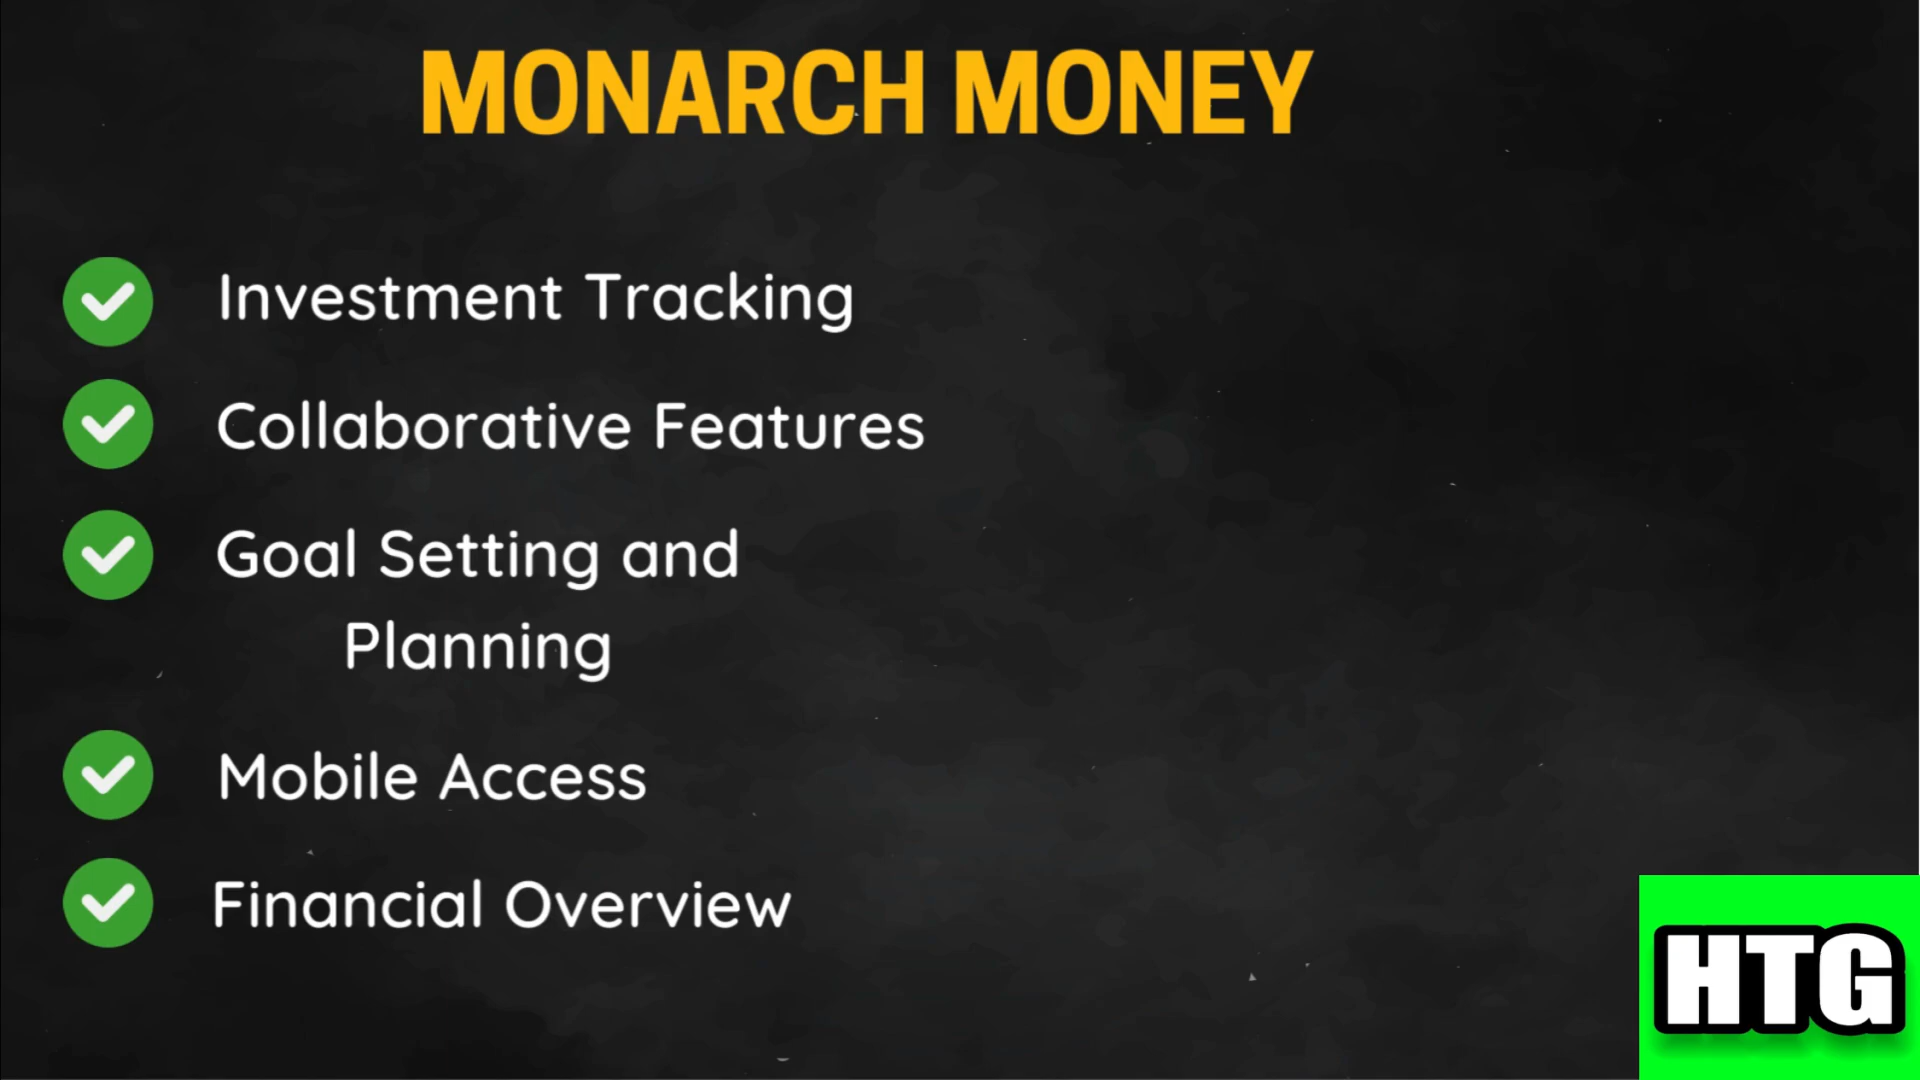 MONARCH MONEY
Investment Tracking
Collaborative Features
Goal Setting and
Planning
Mobile Access
Financial Overview
HTG